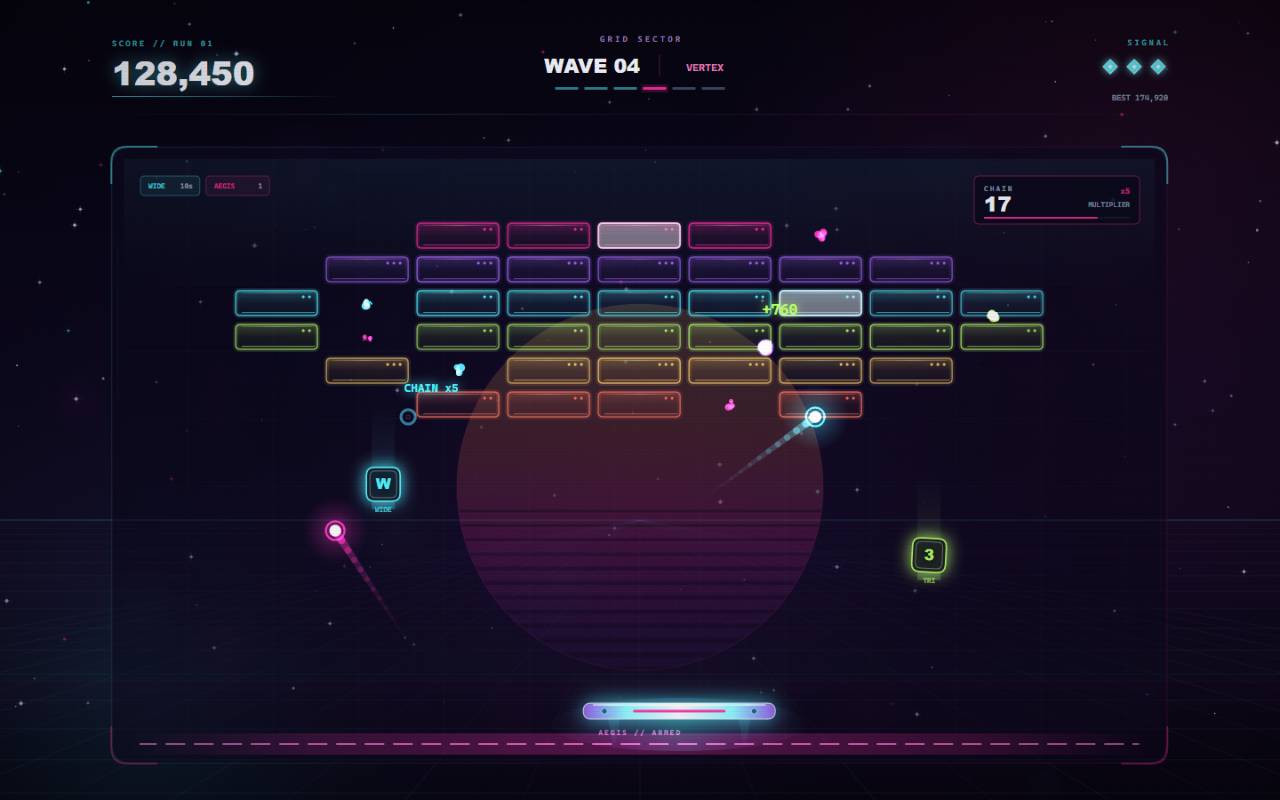 SCORE // RUN 01
128,450
GRID SECTOR
WAVE 04
VERTEX
SIGNAL
BEST 174,920
WIDE 10s
AEGIS 1
CHAIN
17
x5
MULTIPLIER
+760
CHAIN x5
W
WIDE
3
TRI
AEGIS // ARMED